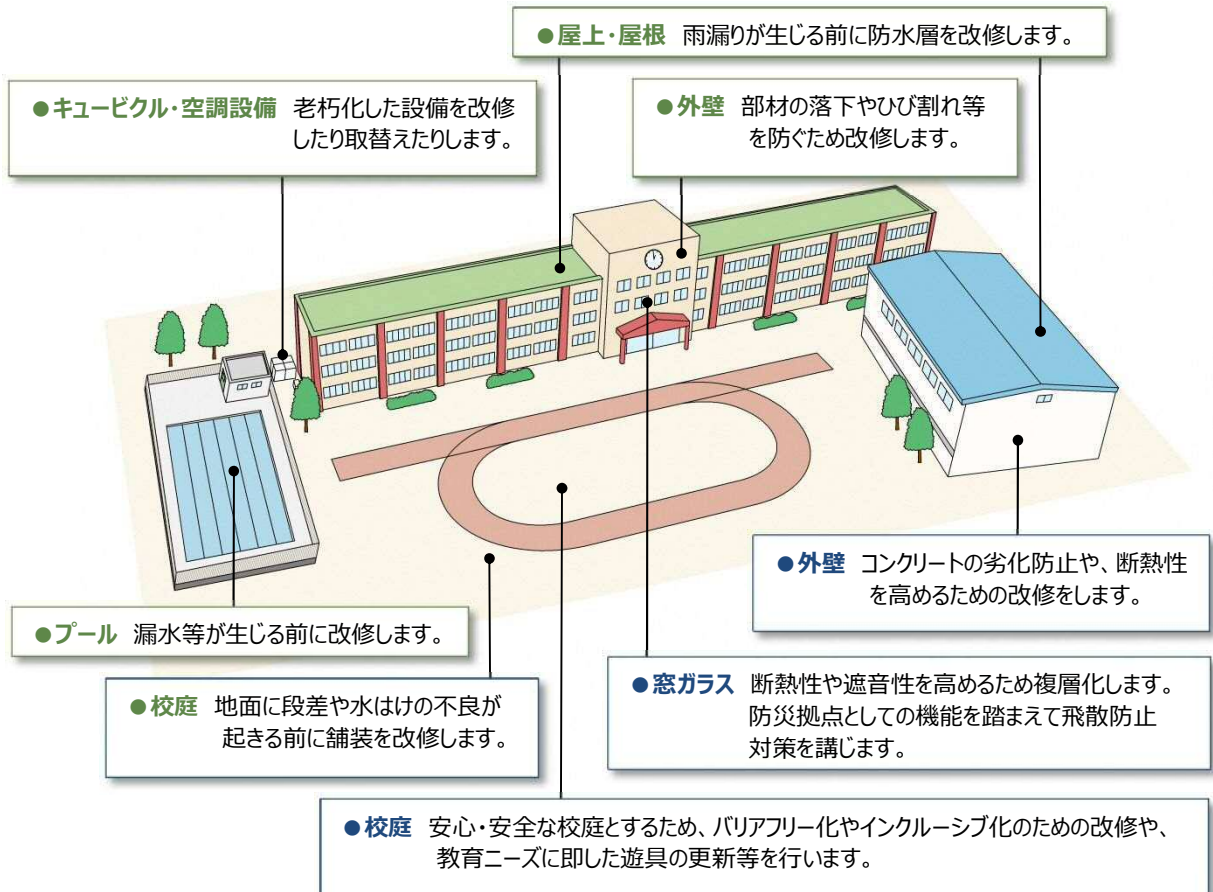 ●屋上・屋根 雨漏りが生じる前に防水層を改修します。
●キュービクル・空調設備 老朽化した設備を改修
したり取替えたりします。
●外壁 部材の落下やひび割れ等
を防ぐため改修します。
●外壁 コンクリートの劣化防止や、断熱性
を高めるための改修をします。
●プール 漏水等が生じる前に改修します。
●窓ガラス 断熱性や遮音性を高めるため複層化します。
防災拠点としての機能を踏まえて飛散防止
対策を講じます。
●校庭 地面に段差や水はけの不良が
起きる前に舗装を改修します。
●校庭 安心・安全な校庭とするため、バリアフリー化やインクルーシブ化のための改修や、
教育ニーズに即した遊具の更新等を行います。